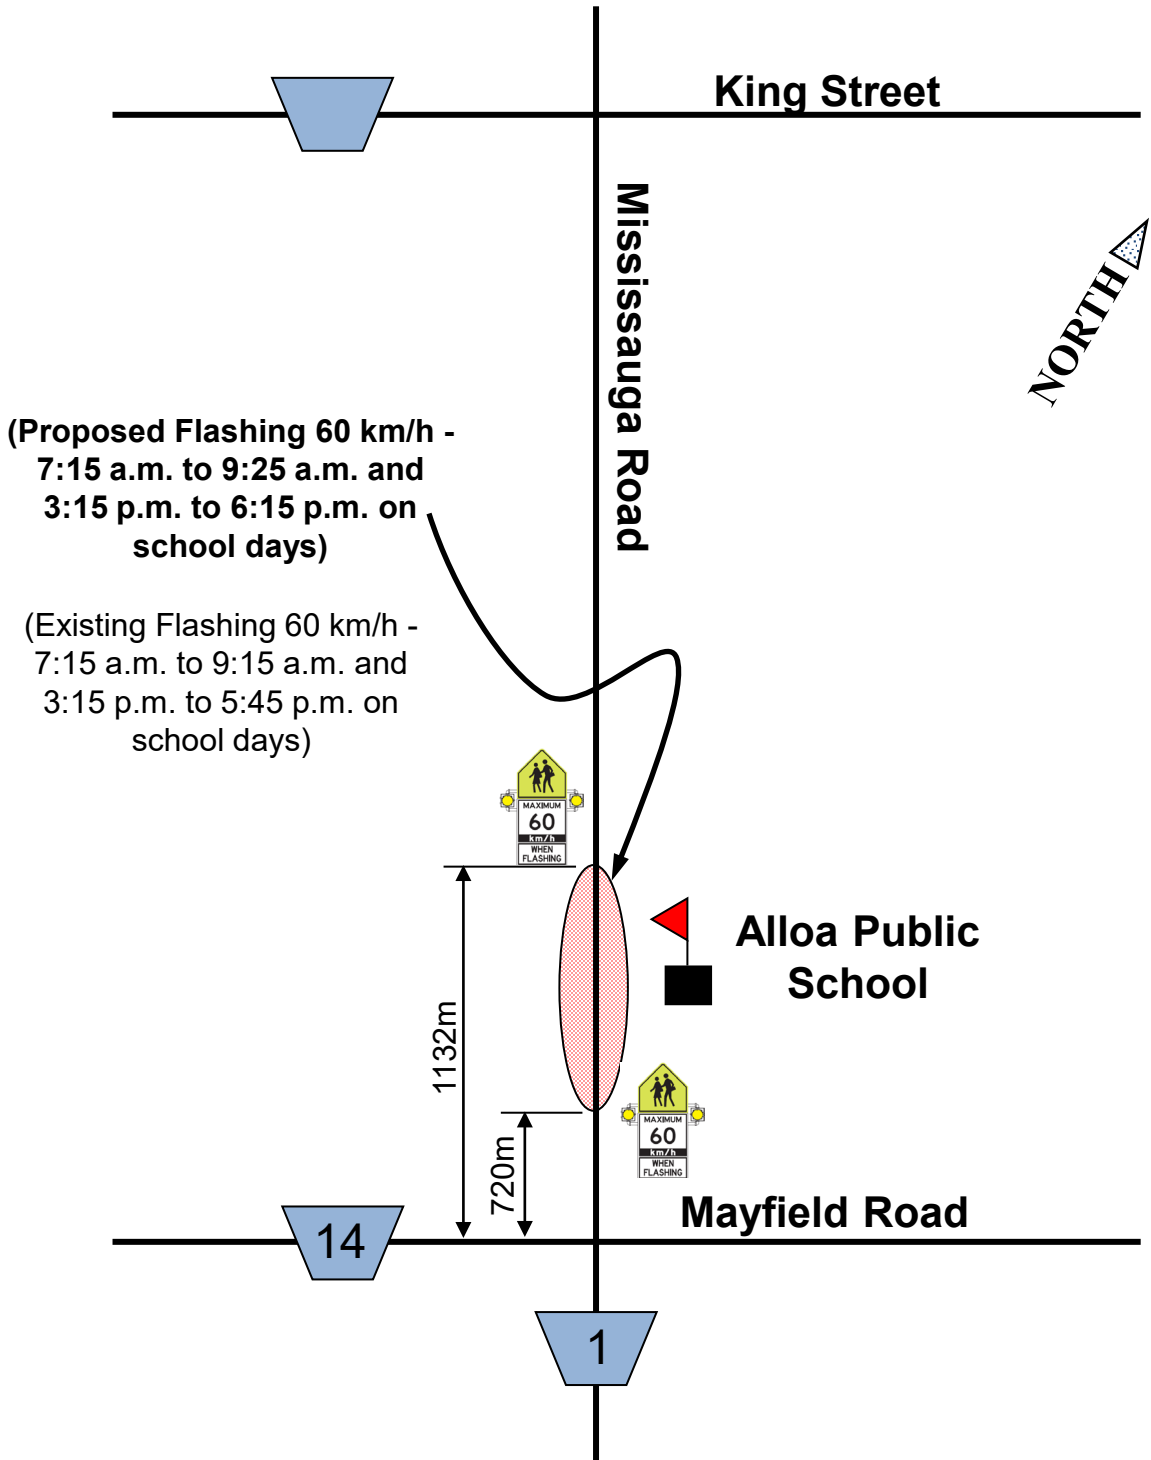 King Street
Mississauga Road
NORTH
(Proposed Flashing 60 km/h -
7:15 a.m. to 9:25 a.m. and
3:15 p.m. to 6:15 p.m. on
school days)
(Existing Flashing 60 km/h -
7:15 a.m. to 9:15 a.m. and
3:15 p.m. to 5:45 p.m. on
school days)
MAXIMUM
60
km/h
WHEN
FLASHING
Alloa Public
School
1132m
720m
MAXIMUM
60
km/h
WHEN
FLASHING
Mayfield Road
14
1